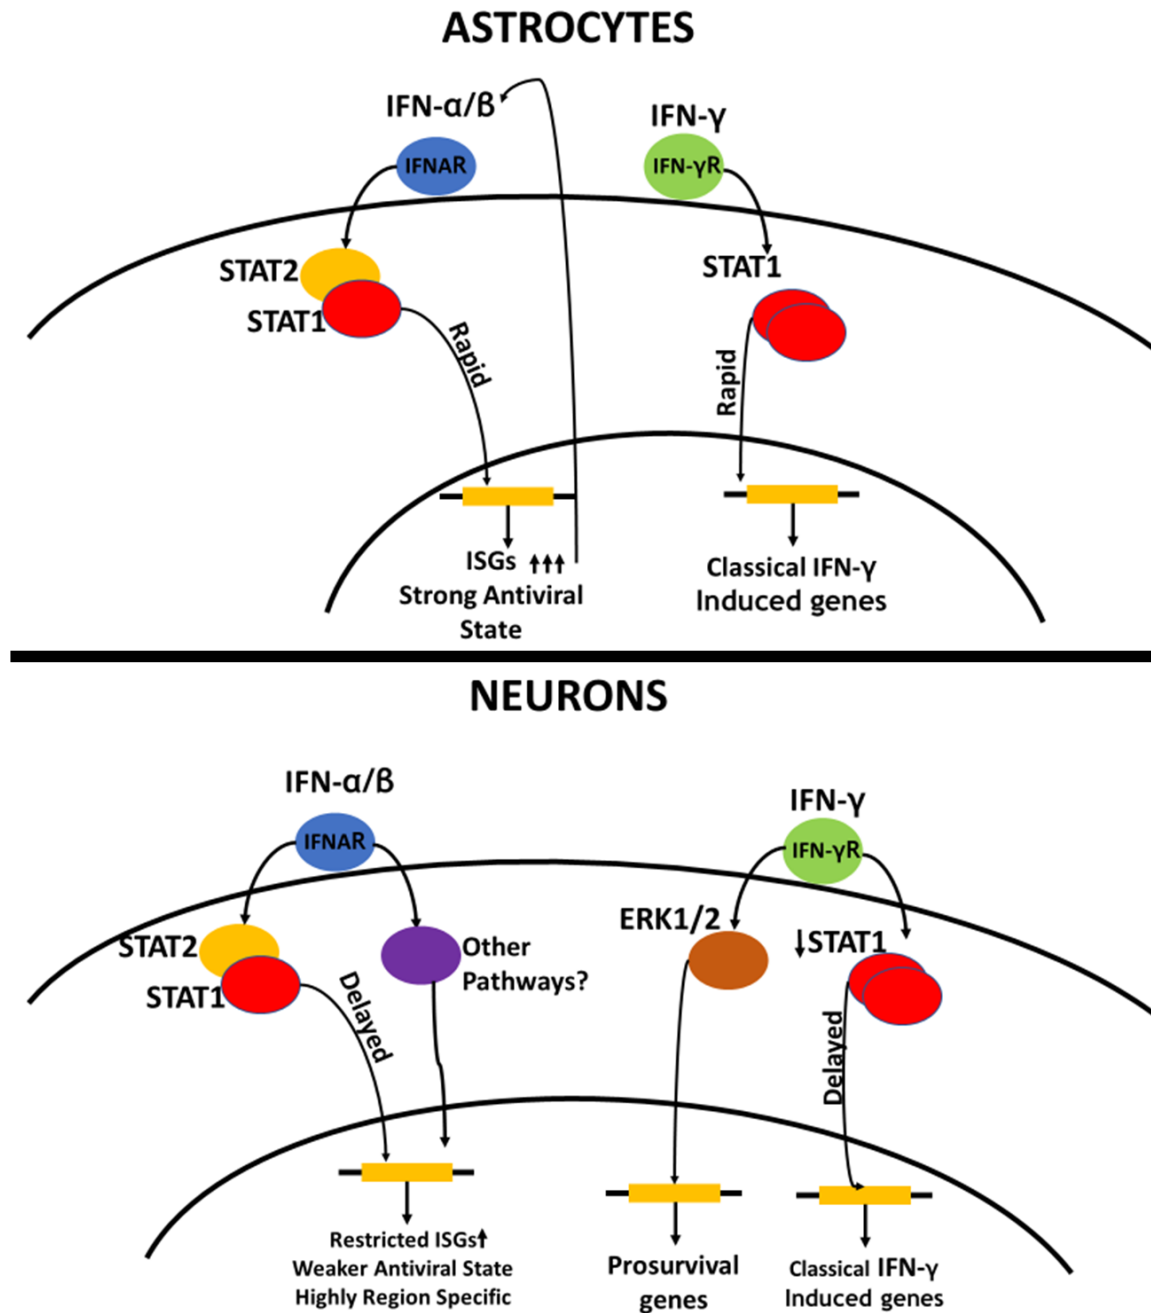 ASTROCYTES
IFN-α/β
IFN-γ
IFNAR
IFN-γR
STAT2
STAT1
STAT1
Rapid
Rapid
ISGs ↑↑↑
Strong Antiviral
State
Classical IFN-γ
Induced genes
NEURONS
IFN-α/β
IFN-γ
IFNAR
IFN-γR
STAT2
STAT1
Other
Pathways?
ERK1/2
↓STAT1
Delayed
Delayed
Restricted ISGs↑
Weaker Antiviral State
Highly Region Specific
Prosurvival
genes
Classical IFN-γ
Induced genes